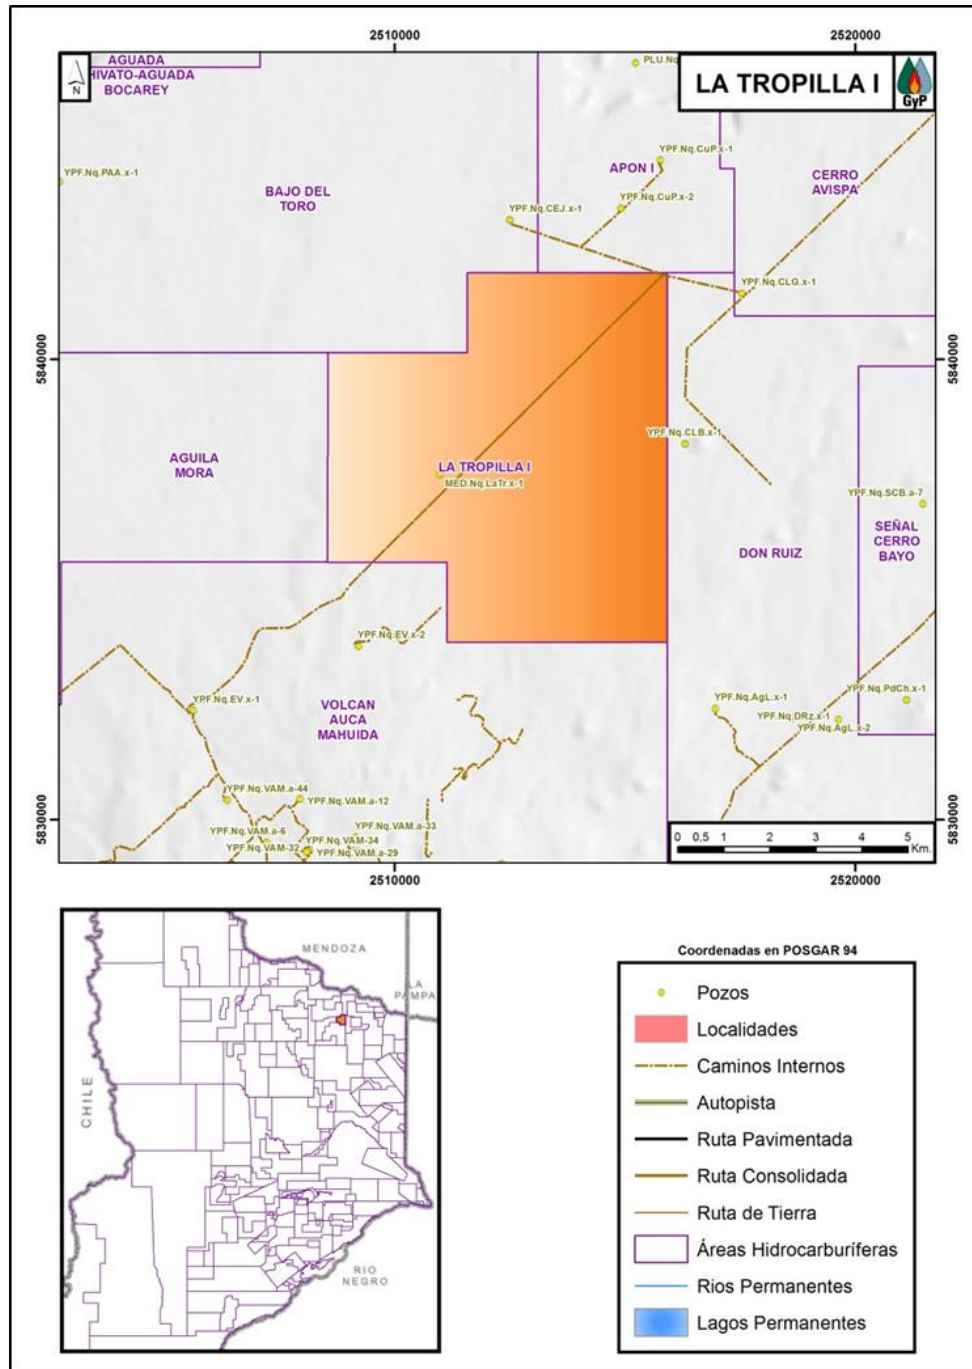 2510000
2520000
AGUADA
HIVATO-AGUADA
BOCAREY
N
PLU.Nq
LA TROPILLA I
GyP
YPF.Nq.PAA.x-1
BAJO DEL
TORO
YPF.Nq.CuP.x-1
APON I
CERRO
AVISPA
YPF.Nq.CuP.x-2
YPF.Nq.CEJ.x-1
YPF.Nq.CLG.x-1
5840000
5840000
YPF.Nq.CLB.x-1
AGUILA
MORA
LA TROPILLA I
MED.Nq.LaTr.x-1
YPF.Nq.SCB.a-7
SEÑAL
CERRO
BAYO
DON RUIZ
YPF.Nq.EV.x-2
YPF.Nq.EV.x-1
VOLCAN
AUCA
MAHUIDA
YPF.Nq.AgL.x-1
YPF.Nq.PdCh.x-1
YPF.Nq.DRz.x-1
YPF.Nq.AgL.x-2
YPF.Nq.VAM.a-44
YPF.Nq.VAM.a-12
YPF.Nq.VAM.a-6
YPF.Nq.VAM.a-33
YPF.Nq.VAM-32
YPF.Nq.VAM-34
YPF.Nq.VAM.a-29
5830000
5830000
0 0,5 1 2 3 4 5
Km.
2510000
2520000
MENDOZA
LA
PAMPA
CHILE
RIO
NEGRO
Coordenadas en POSGAR 94
Pozos
Localidades
Caminos Internos
Autopista
Ruta Pavimentada
Ruta Consolidada
Ruta de Tierra
Áreas Hidrocarburíferas
Rios Permanentes
Lagos Permanentes